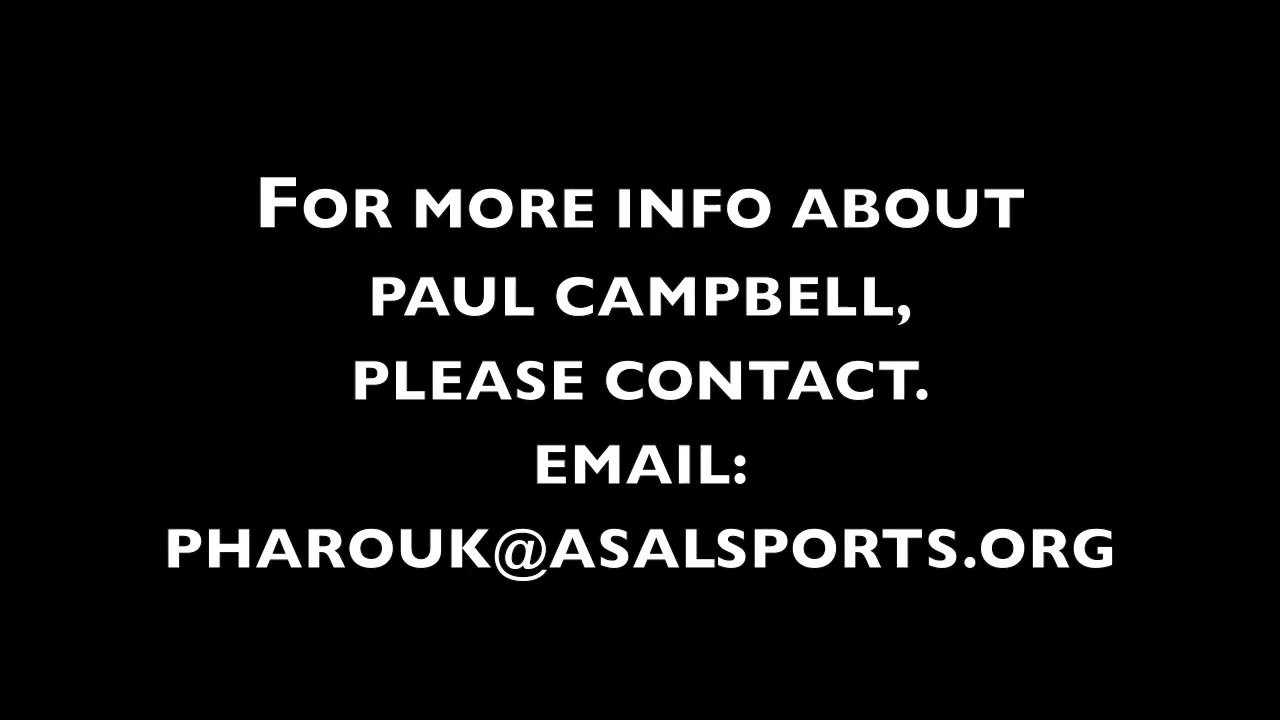 FOR MORE INFO ABOUT
PAUL CAMPBELL,
PLEASE CONTACT.
EMAIL:
PHAROUK@ASALSPORTS.ORG